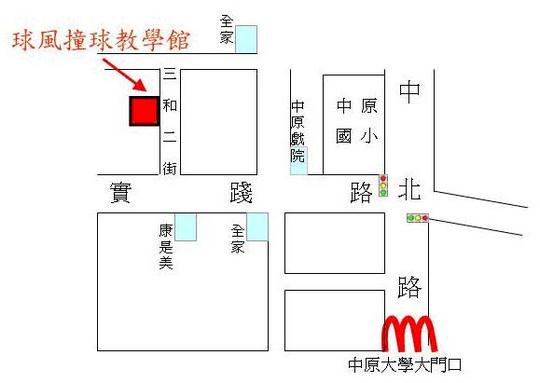 全家
球風撞球教學館
三和二街
中原戲院
中原國小
中北路
實踐路
康是美
全家
中原大學大門口